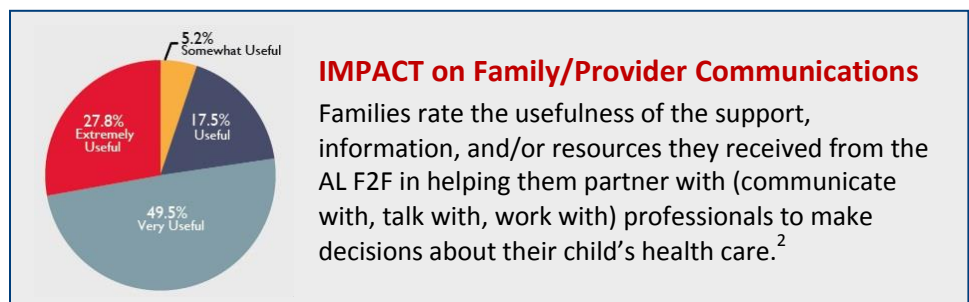 5.2%
Somewhat Useful
27.8%
Extremely
Useful
17.5%
Useful
49.5%
Very Useful
IMPACT on Family/Provider Communications
Families rate the usefulness of the support,
information, and/or resources they received from the
AL F2F in helping them partner with (communicate
with, talk with, work with) professionals to make
decisions about their child’s health care.2